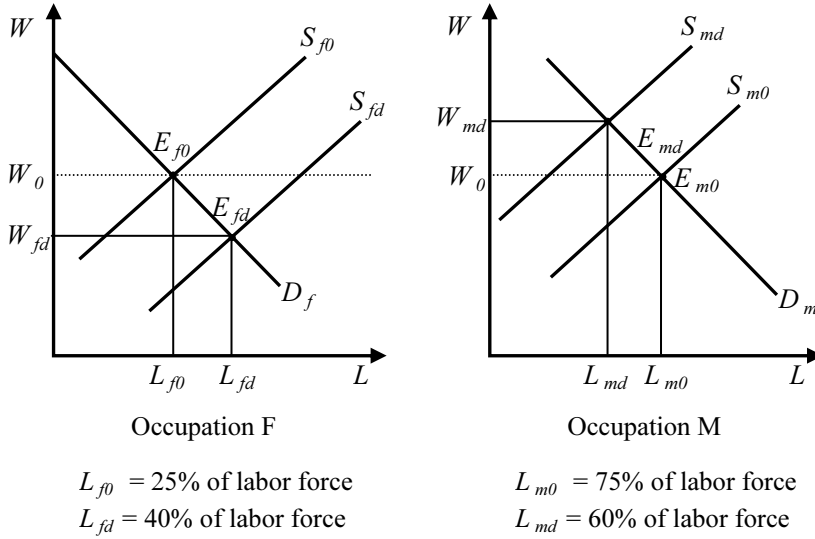 W
S f0
S fd
E f0
W 0
E fd
W fd
D f
L f0
L fd
L
Occupation F
L f0 = 25% of labor force
L fd = 40% of labor force
W
S md
S m0
W md
E md
W 0
E m0
D m
L md
L m0
L
Occupation M
L m0 = 75% of labor force
L md = 60% of labor force